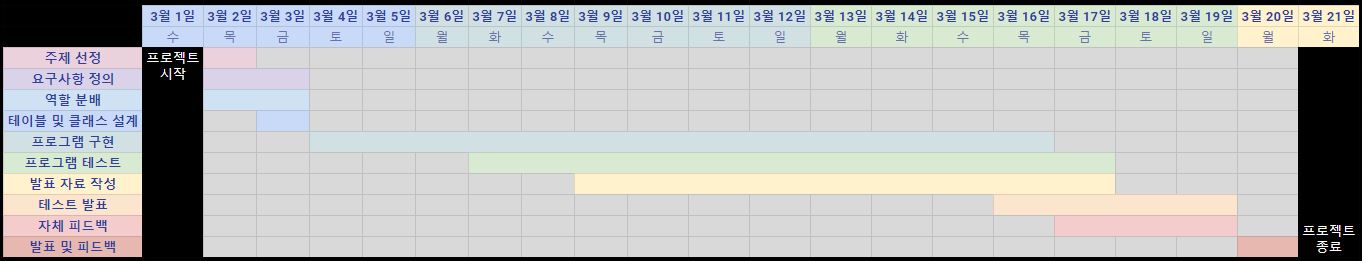 3월 1일 3월 2일 3월 3일 3월 4일 3월 5일 3월 6일 3월 7일 3월 8일 3월 9일 3월 10일 3월 11일 3월 12일 3월 13일 3월 14일 3월 15일 3월 16일 3월 17일 3월 18일 3월 19일 3월 20일 3월 21일
수 목 금 토 일 월 화 수 목 금 토 일 월 화 수 목 금 토 일 월 화
주제 선정 프로젝트
시작
요구사항 정의
역할 분배
테이블 및 클래스 설계
프로그램 구현
프로그램 테스트
발표 자료 작성
테스트 발표
자체 피드백
프로젝트
종료
발표 및 피드백